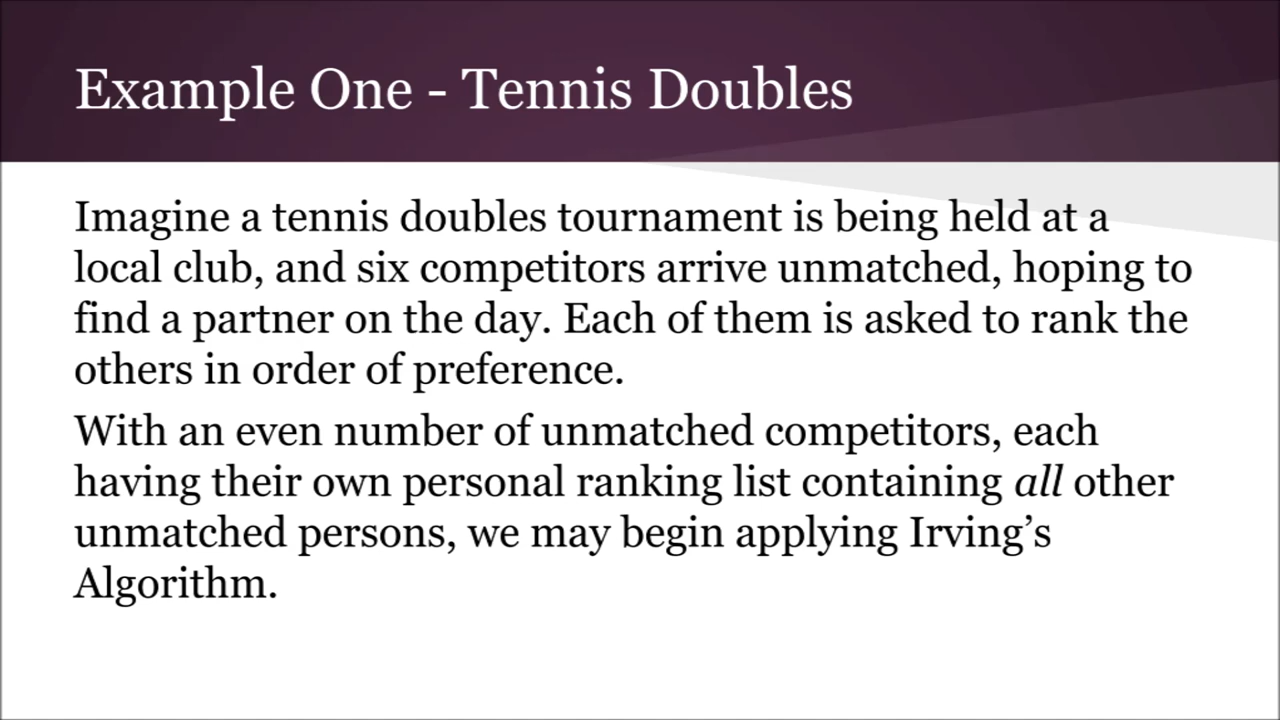 Example One - Tennis Doubles
Imagine a tennis doubles tournament is being held at a
local club, and six competitors arrive unmatched, hoping to
find a partner on the day. Each of them is asked to rank the
others in order of preference.
With an even number of unmatched competitors, each
having their own personal ranking list containing all other
unmatched persons, we may begin applying Irving’s
Algorithm.